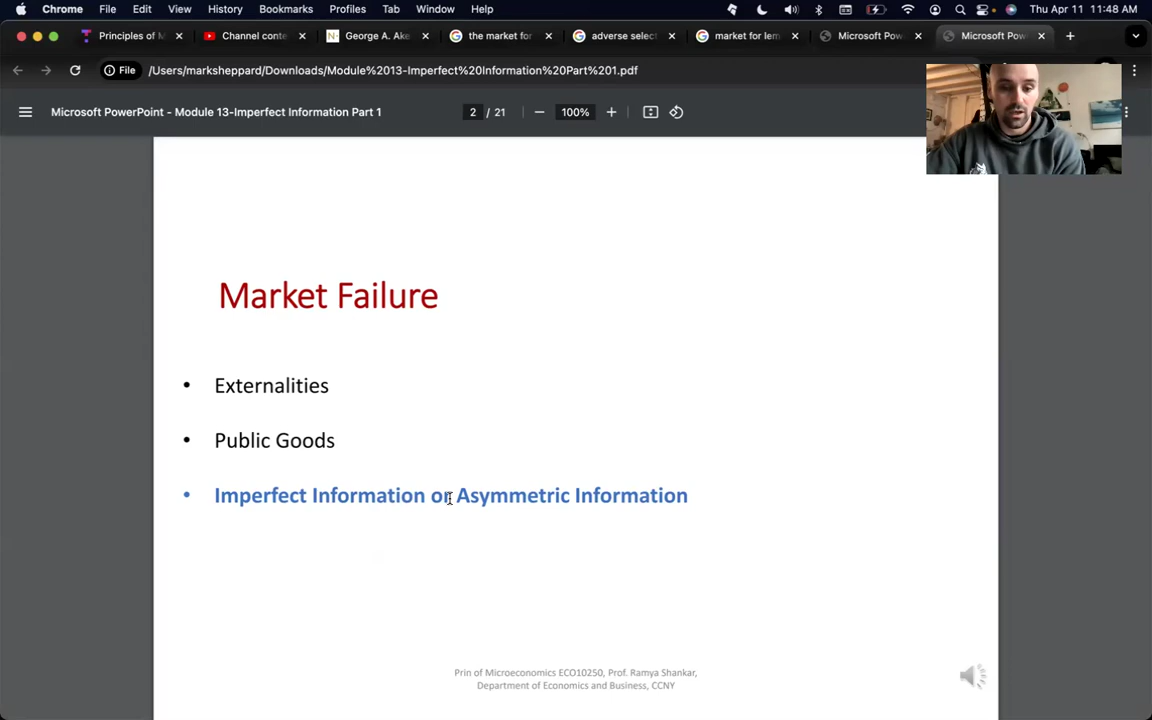 Chrome File Edit View History Bookmarks Profiles Tab Window Help Thu Apr 11 11:48 AM
Principles of M Channel conte George A. Ake the market for adverse select market for lem Microsoft Pow Microsoft Pow
File /Users/marksheppard/Downloads/Module%2013-Imperfect%20Information%20Part%201.pdf
Microsoft PowerPoint - Module 13-Imperfect Information Part 1 2 / 21 100%
Market Failure
• Externalities
• Public Goods
• Imperfect Information or Asymmetric Information
Prin of Microeconomics ECO10250, Prof. Ramya Shankar,
Department of Economics and Business, CCNY